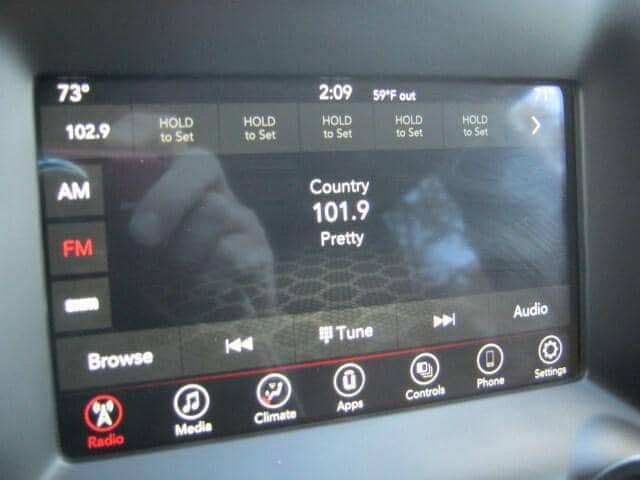 73° 2:09 59°F out 71°
102.9 HOLD to Set HOLD to Set HOLD to Set HOLD to Set HOLD to Set
AM
FM
Country
101.9
Pretty
Browse Tune Audio
Radio Media Climate Apps Controls Phone Settings